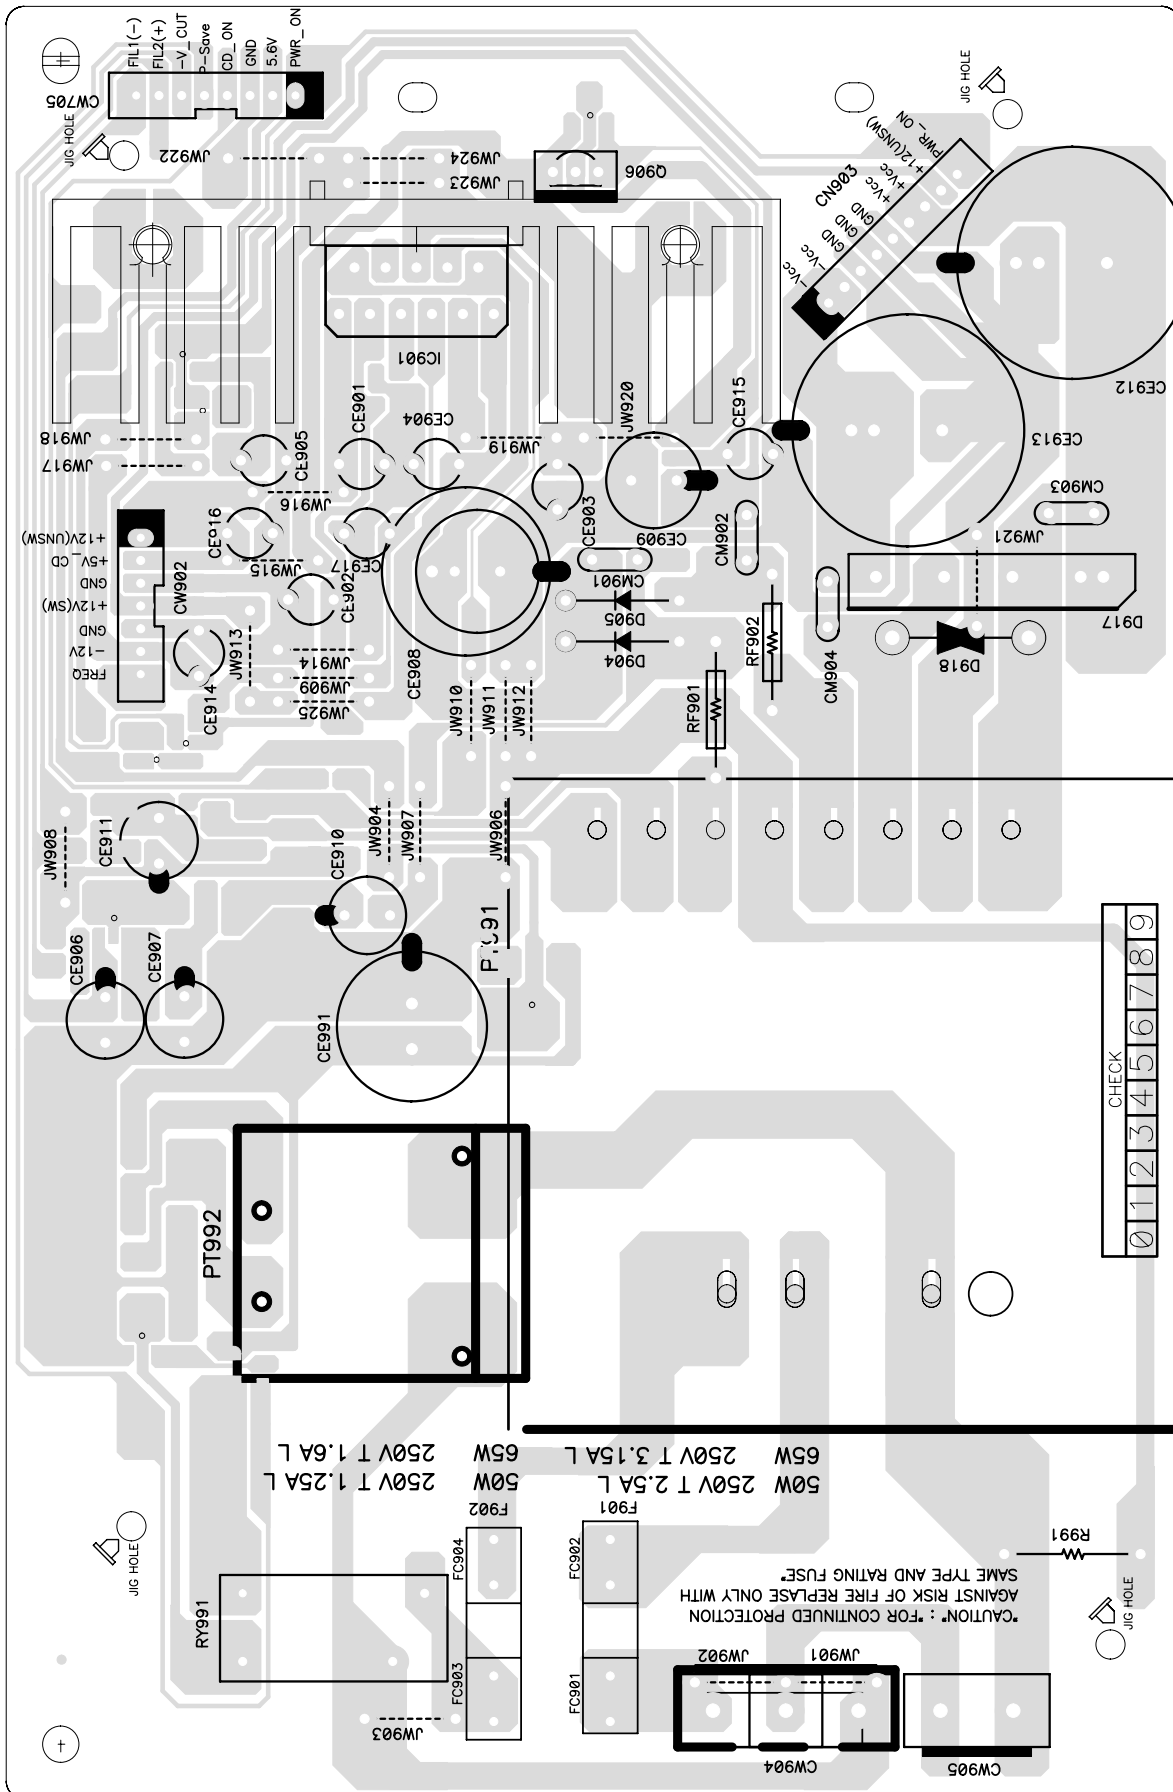 FIL1(-)
FIL2(+)
-V_CUT
P-Save
CD_ON
GND
5.6V
PWR_ON
CW705
JIG HOLE
JW922
JW924
JW923
Q906
JIG HOLE
PWR_ON
+12(UNSW)
+Vcc
+Vcc
GND
GND
GND
-Vcc
-Vcc
CN903
IC901
CE912
CE913
JW918
JW917
CE905
CE901
CE904
JW919
JW920
CE915
JW916
CE916
CE917
CE903
CE909
CM902
CM903
JW921
+12V(UNSW)
+5V_CD
GND
+12V(SW)
GND
-12V
FREQ
CW902
JW915
CE902
CM901
D905
D904
RF902
D917
D918
CM904
JW913
JW914
JW909
JW925
CE914
CE908
JW910
JW911
JW912
RF901
JW908
CE911
CE910
JW904
JW907
JW906
CE906
CE907
CE991
CHECK
0 1 2 3 4 5 6 7 8 9
PT992
65W 250V T 1.6A L
50W 250V T 1.25A L
65W 250V T 3.15A L
50W 250V T 2.5A L
F902
F901
FC904
FC902
R991
JIG HOLE
RY991
"CAUTION" : "FOR CONTINUED PROTECTION
AGAINST RISK OF FIRE REPLASE ONLY WITH
SAME TYPE AND RATING FUSE"
JIG HOLE
JW902
JW901
FC903
FC901
JW903
CW904
CW905